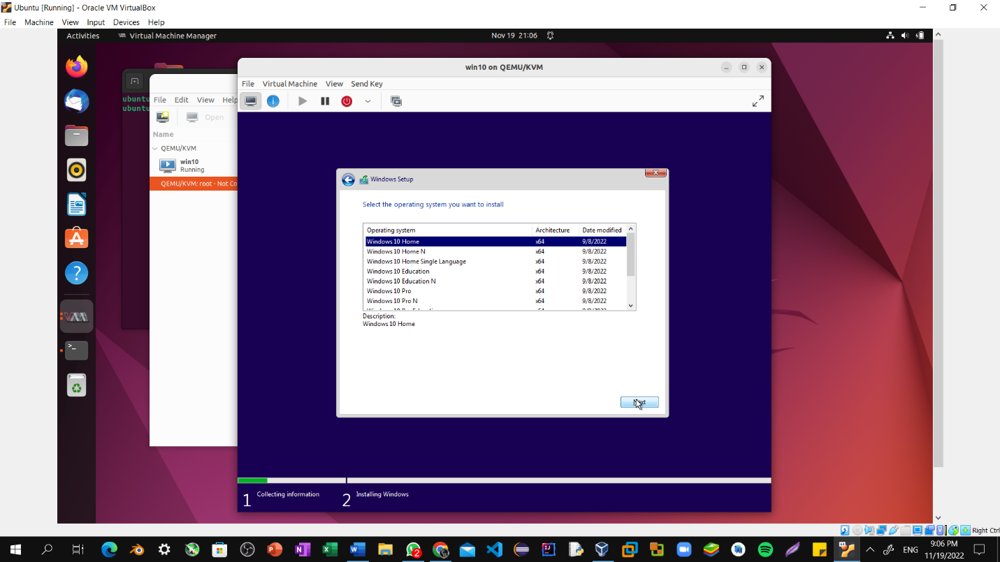 Ubuntu [Running] - Oracle VM VirtualBox
File Machine View Input Devices Help
Activities Virtual Machine Manager Nov 19 21:06
win10 on QEMU/KVM
File Virtual Machine View Send Key
ubuntu
ubuntu
File Edit View Help
Open
Name
QEMU/KVM
win10
Running
QEMU/KVM: root - Not Co
Windows Setup
Select the operating system you want to install
Operating system Architecture Date modified
Windows 10 Home x64 9/8/2022
Windows 10 Home N x64 9/8/2022
Windows 10 Home Single Language x64 9/8/2022
Windows 10 Education x64 9/8/2022
Windows 10 Education N x64 9/8/2022
Windows 10 Pro x64 9/8/2022
Windows 10 Pro N x64 9/8/2022
Description:
Windows 10 Home
Next
1 Collecting information 2 Installing Windows
Right Ctrl
ENG
9:06 PM
11/19/2022